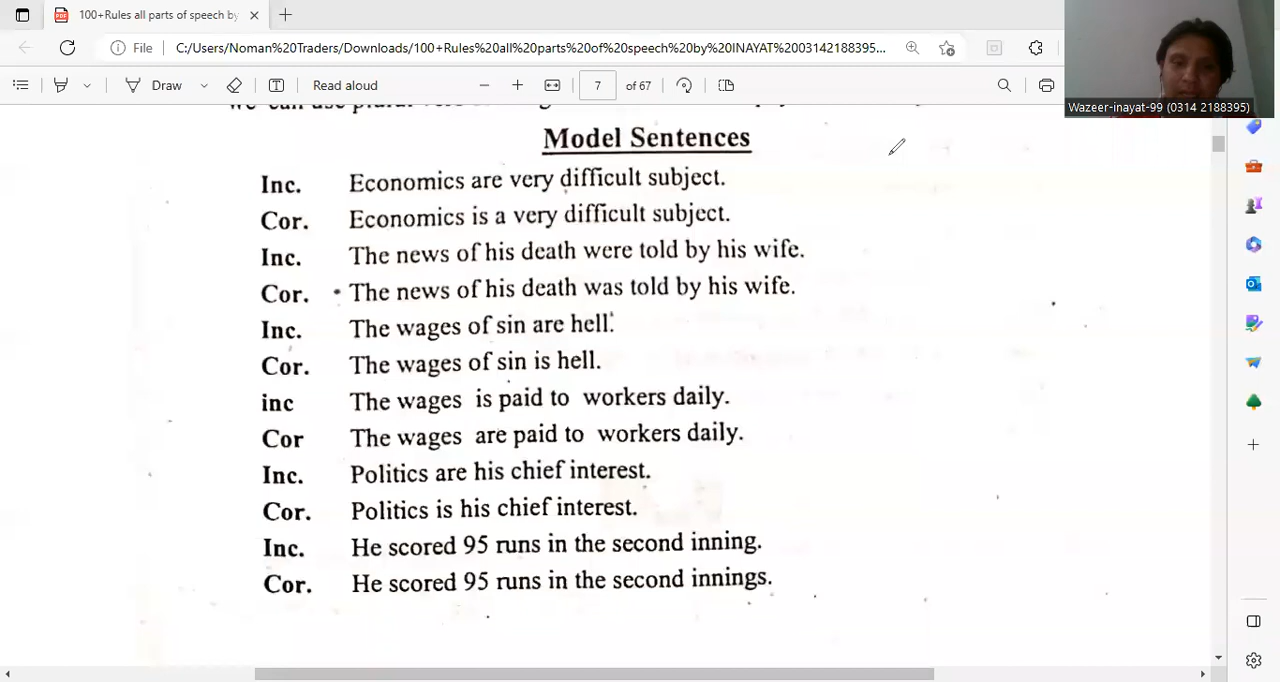 100+Rules all parts of speech by
File C:/Users/Noman%20Traders/Downloads/100+Rules%20all%20parts%20of%20speech%20by%20INAYAT%2003142188395...
Draw Read aloud 7 of 67
Wazeer-inayat-99 (0314 2188395)
we can use plural verb
Model Sentences
Inc. Economics are very difficult subject.
Cor. Economics is a very difficult subject.
Inc. The news of his death were told by his wife.
Cor. The news of his death was told by his wife.
Inc. The wages of sin are hell.
Cor. The wages of sin is hell.
inc The wages is paid to workers daily.
Cor The wages are paid to workers daily.
Inc. Politics are his chief interest.
Cor. Politics is his chief interest.
Inc. He scored 95 runs in the second inning.
Cor. He scored 95 runs in the second innings.